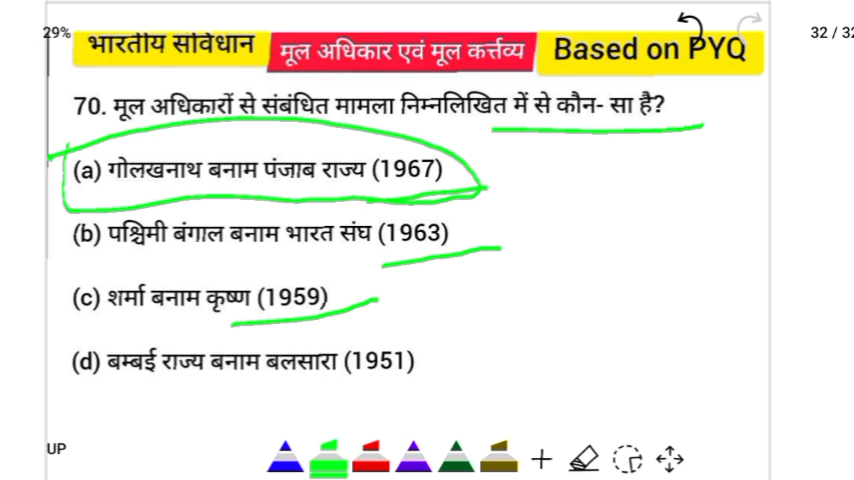 29%
32 / 32
भारतीय संविधान मूल अधिकार एवं मूल कर्त्तव्य Based on PYQ
70. मूल अधिकारों से संबंधित मामला निम्नलिखित में से कौन- सा है?
(a) गोलखनाथ बनाम पंजाब राज्य (1967)
(b) पश्चिमी बंगाल बनाम भारत संघ (1963)
(c) शर्मा बनाम कृष्ण (1959)
(d) बम्बई राज्य बनाम बलसारा (1951)
UP